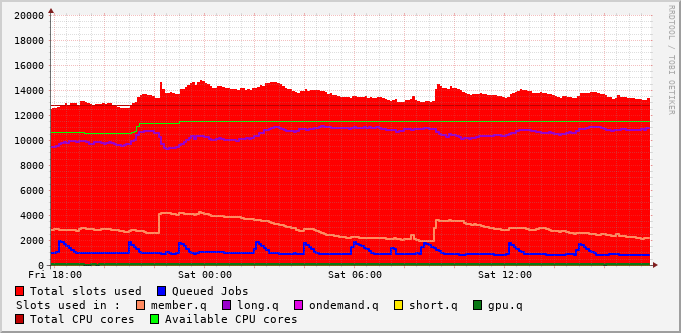 20000
18000
16000
14000
12000
10000
8000
6000
4000
2000
0
Fri 18:00 Sat 00:00 Sat 06:00 Sat 12:00
Total slots used Queued Jobs
Slots used in : member.q long.q ondemand.q short.q gpu.q
Total CPU cores Available CPU cores
RRDTOOL / TOBI OETIKER